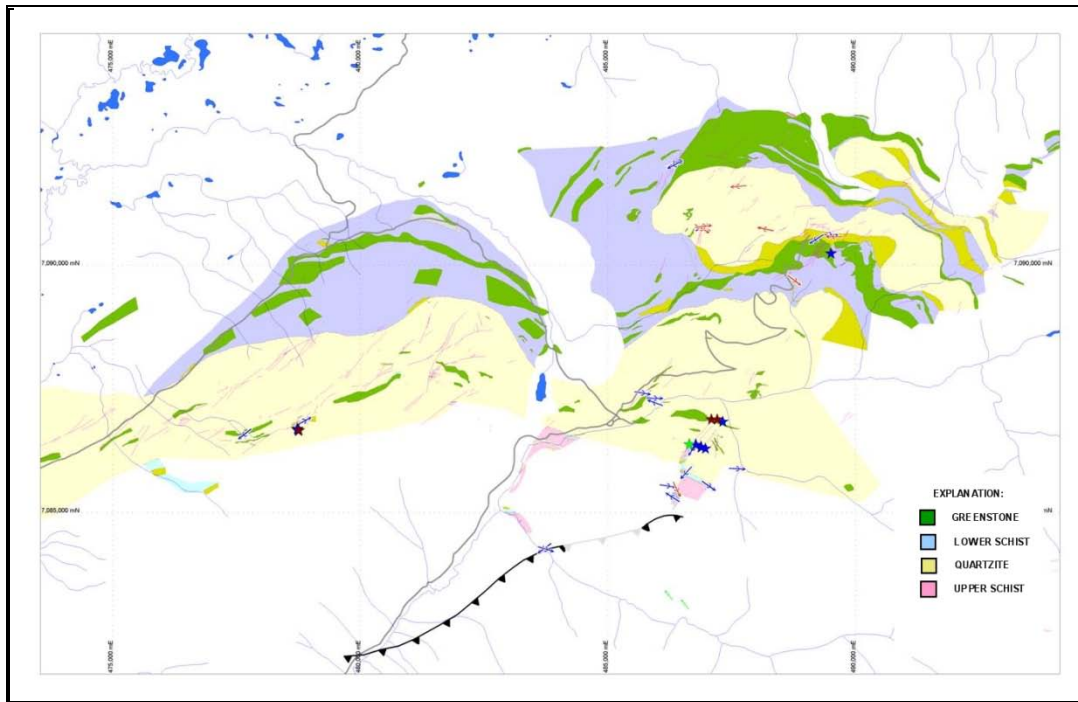 475,000 mE
480,000 mE
485,000 mE
490,000 mE
7,090,000 mN
7,090,000 mN
7,085,000 mN
mN
EXPLANATION:
GREENSTONE
LOWER SCHIST
QUARTZITE
UPPER SCHIST
475,000 mE
480,000 mE
485,000 mE
490,000 mE